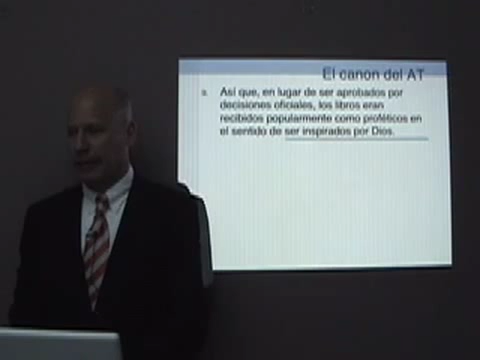 El canon del AT
Así que, en lugar de ser aprobados por
decisiones oficiales, los libros eran
recibidos popularmente como proféticos en
el sentido de ser inspirados por Dios.